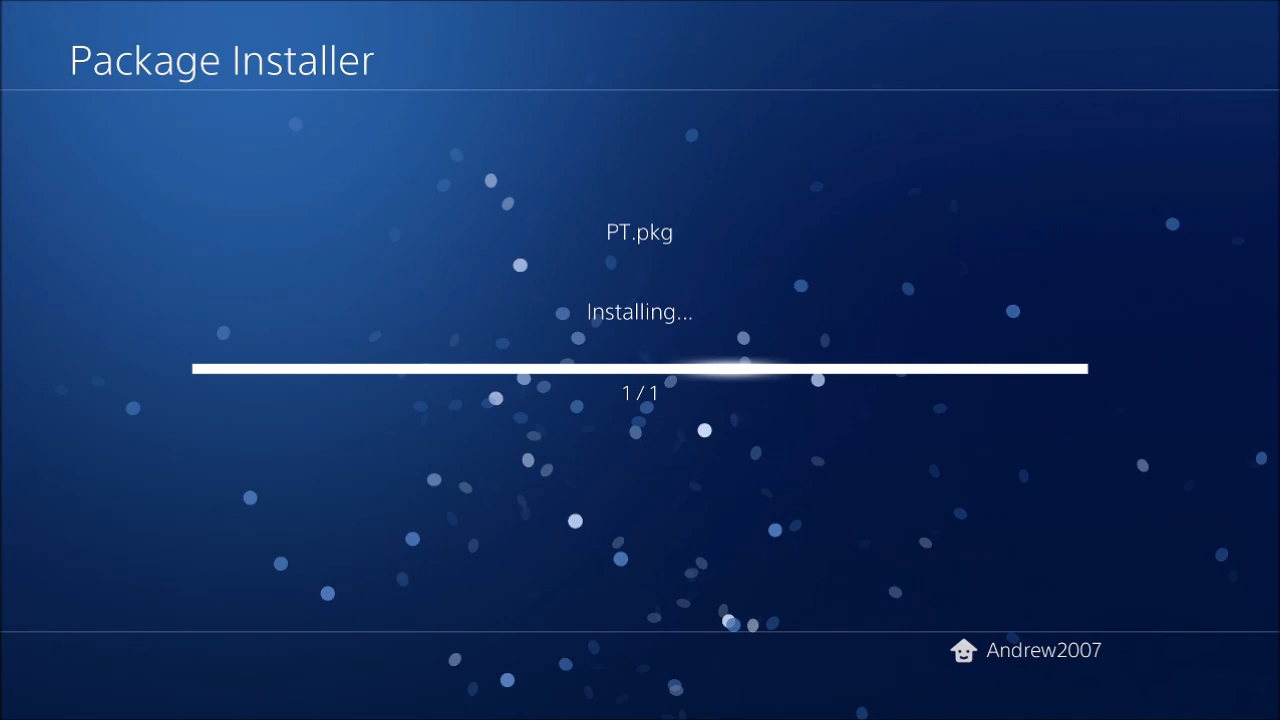 Package Installer
PT.pkg
Installing...
1 / 1
Andrew2007